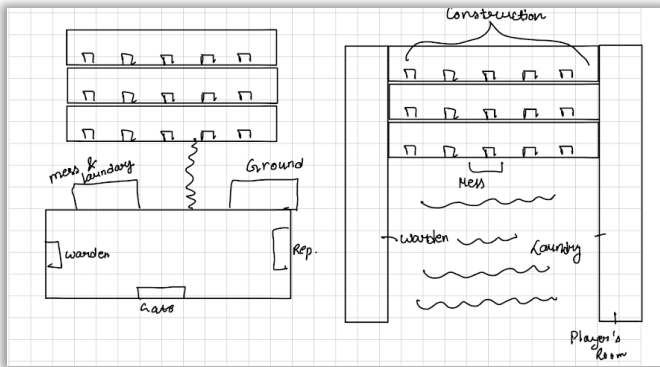 Construction
mess &
laundary
Ground
Warden
Rep.
Gate
Mess
Warden
Laundry
Player's
Room